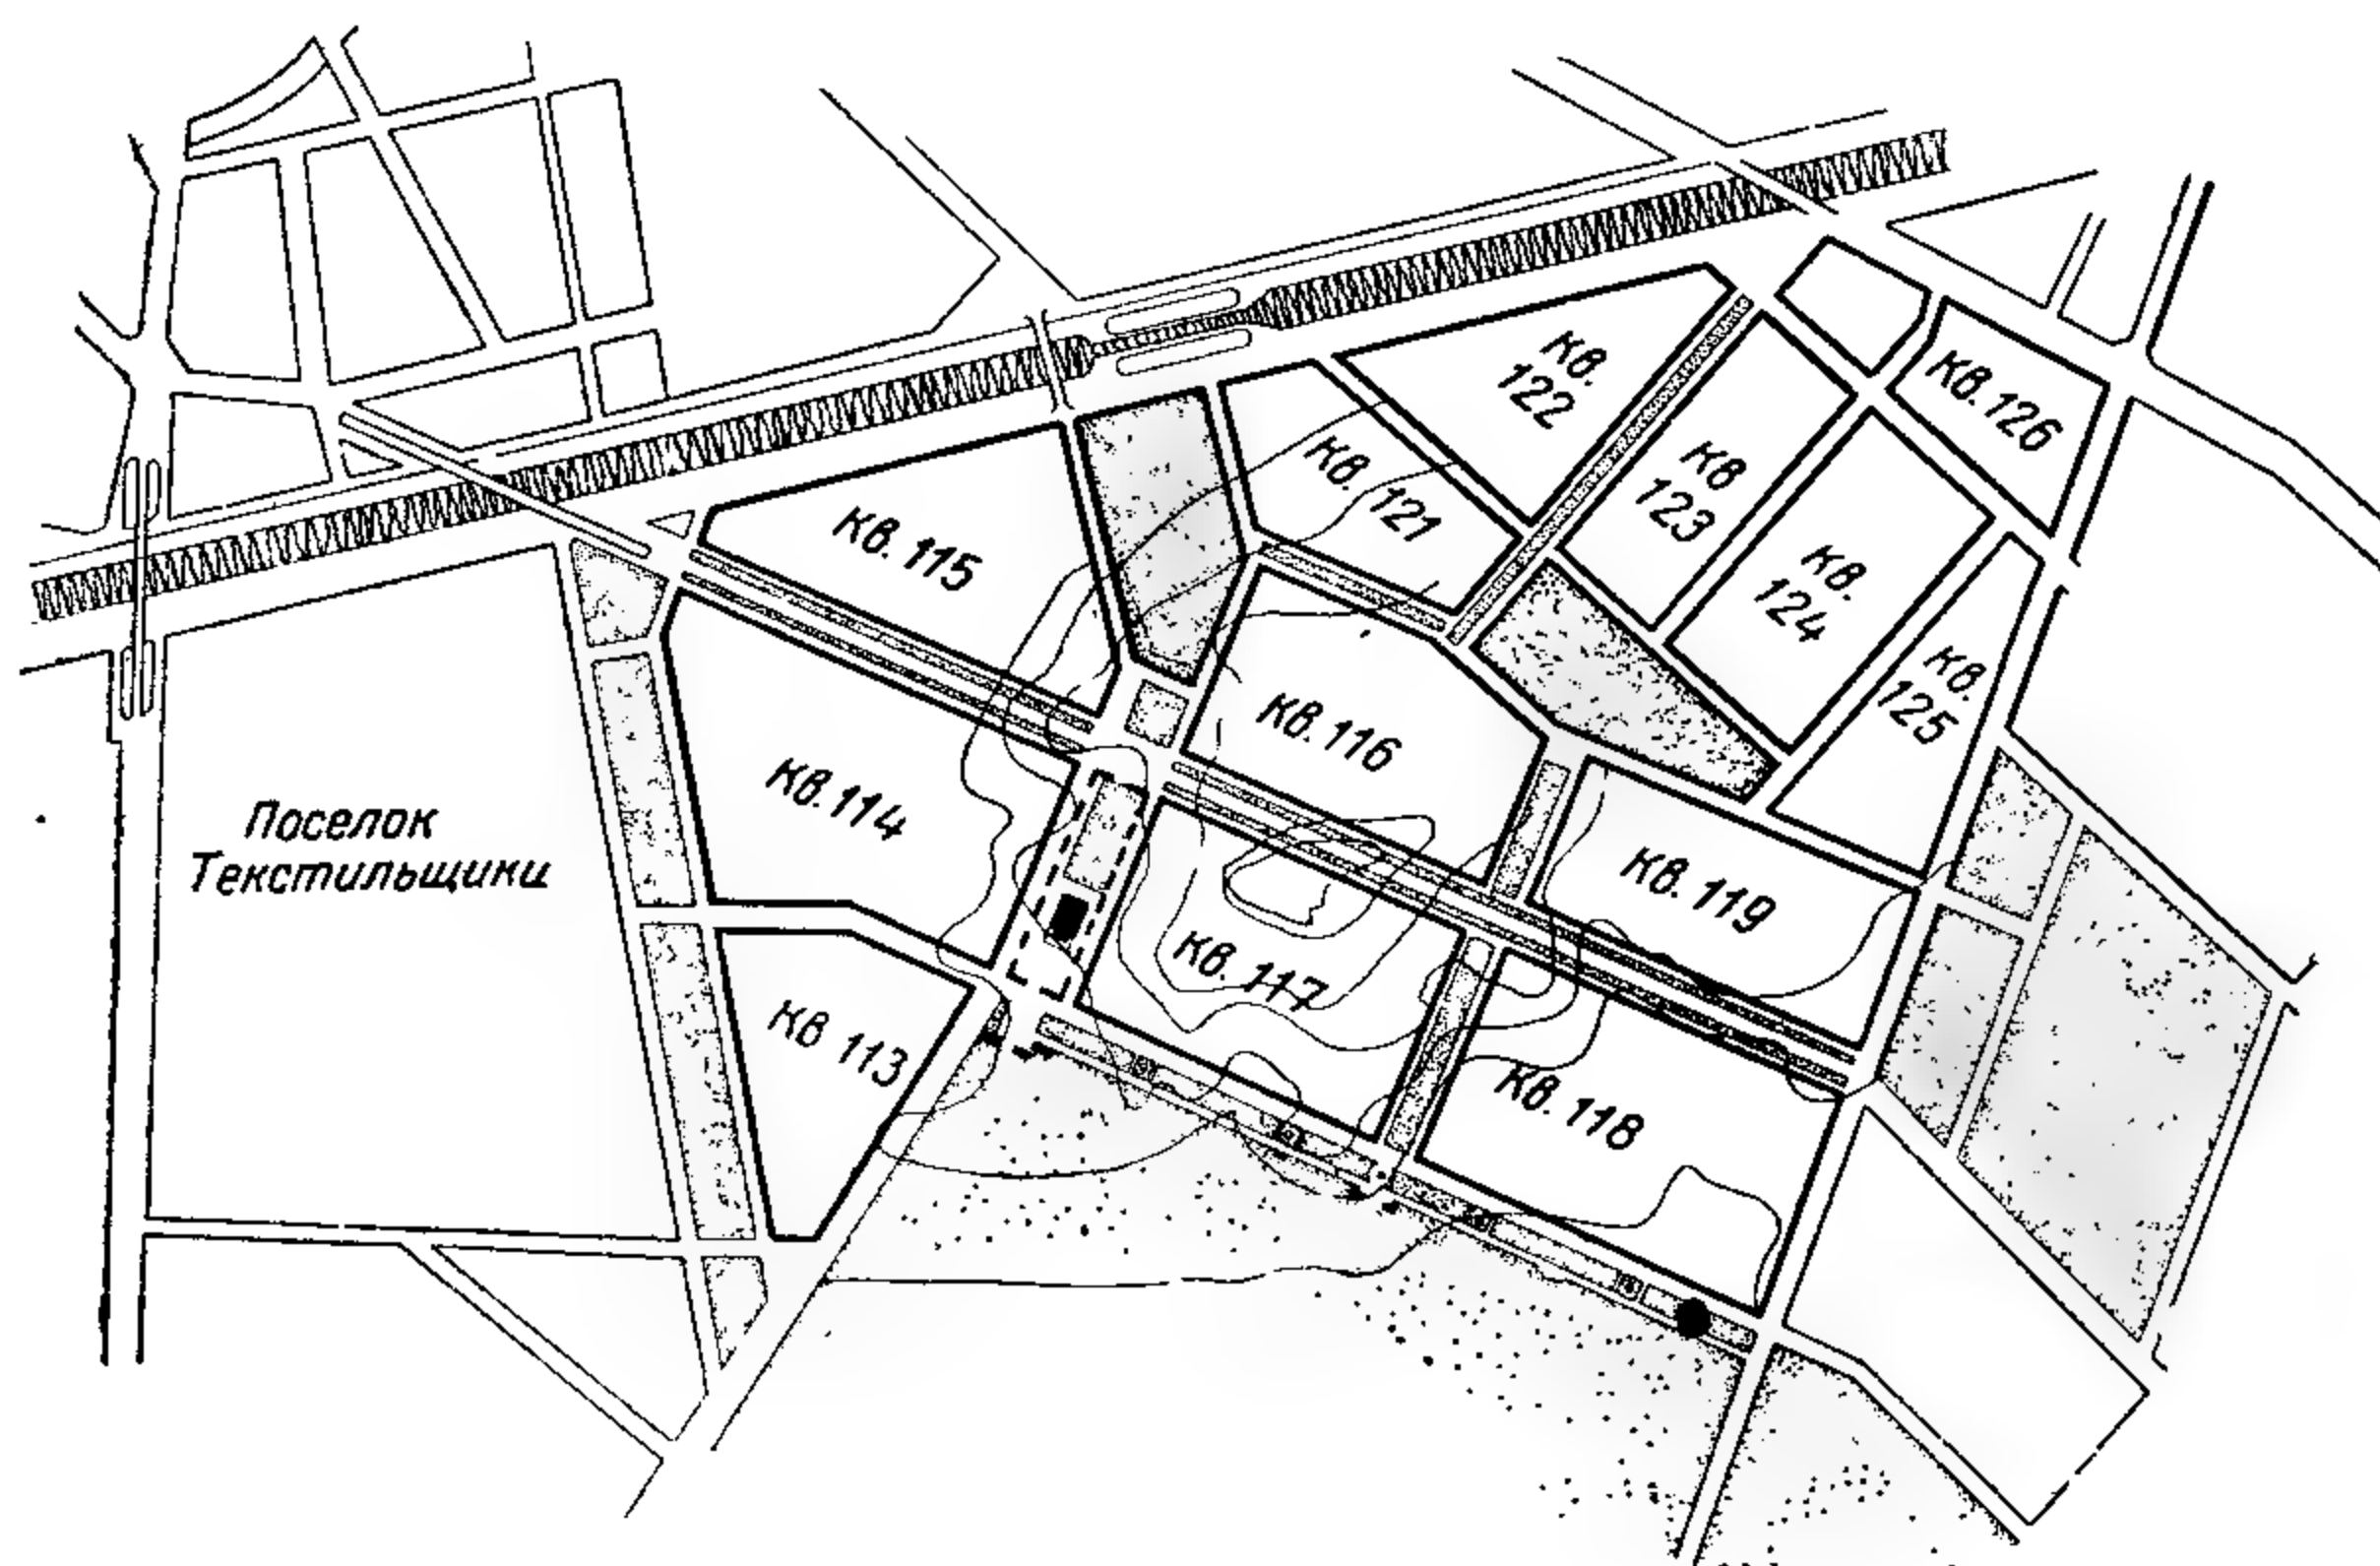 кв.
122
кв. 126
кв. 121
кв
123
кв. 115
кв.
124
кв.
125
кв. 116
кв. 114
Поселок
Текстильщики
кв. 119
кв. 117
кв 113
кв. 118